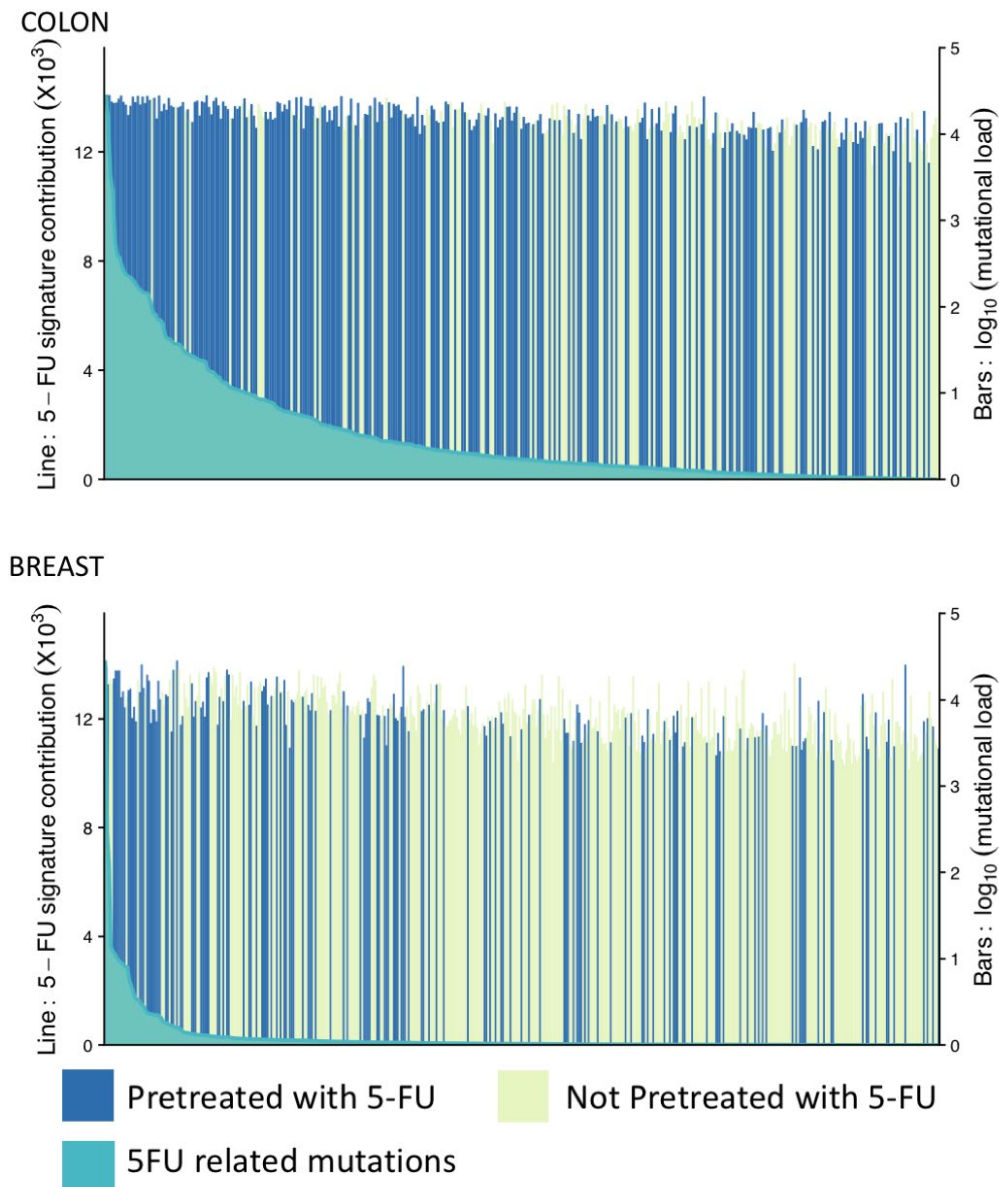 COLON
Line : 5 – FU signature contribution (X10³)
12
8
4
0
5
4
3
2
1
0
Bars : log₁₀ (mutational load)
BREAST
Line : 5 – FU signature contribution (X10³)
12
8
4
0
5
4
3
2
1
0
Bars : log₁₀ (mutational load)
Pretreated with 5-FU
Not Pretreated with 5-FU
5FU related mutations